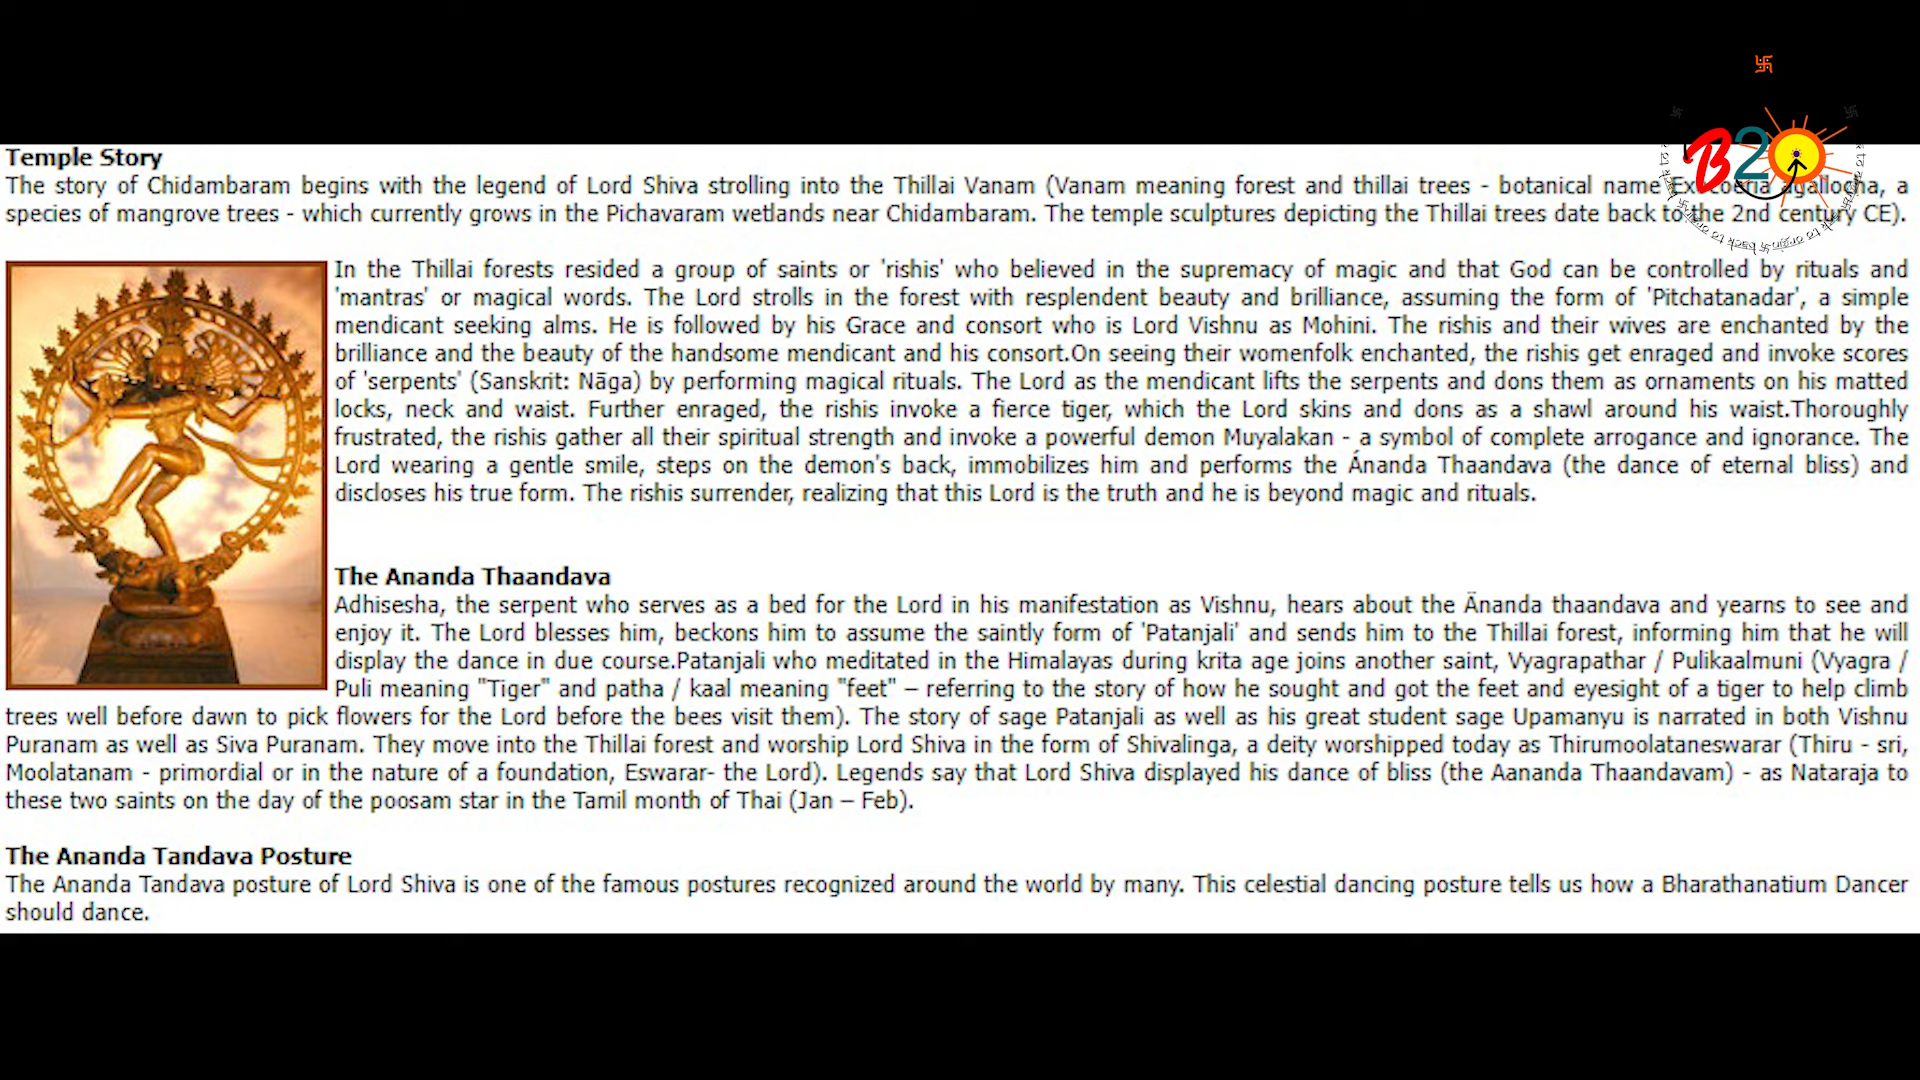 Temple Story
The story of Chidambaram begins with the legend of Lord Shiva strolling into the Thillai Vanam (Vanam meaning forest and thillai trees - botanical name a
species of mangrove trees - which currently grows in the Pichavaram wetlands near Chidambaram. The temple sculptures depicting the Thillai trees date back to the 2nd century CE).
In the Thillai forests resided a group of saints or 'rishis' who believed in the supremacy of magic and that God can be controlled by rituals and
'mantras' or magical words. The Lord strolls in the forest with resplendent beauty and brilliance, assuming the form of 'Pitchatanadar', a simple
mendicant seeking alms. He is followed by his Grace and consort who is Lord Vishnu as Mohini. The rishis and their wives are enchanted by the
brilliance and the beauty of the handsome mendicant and his consort.On seeing their womenfolk enchanted, the rishis get enraged and invoke scores
of 'serpents' (Sanskrit: Nāga) by performing magical rituals. The Lord as the mendicant lifts the serpents and dons them as ornaments on his matted
locks, neck and waist. Further enraged, the rishis invoke a fierce tiger, which the Lord skins and dons as a shawl around his waist.Thoroughly
frustrated, the rishis gather all their spiritual strength and invoke a powerful demon Muyalakan - a symbol of complete arrogance and ignorance. The
Lord wearing a gentle smile, steps on the demon's back, immobilizes him and performs the Ánanda Thaandava (the dance of eternal bliss) and
discloses his true form. The rishis surrender, realizing that this Lord is the truth and he is beyond magic and rituals.
The Ananda Thaandava
Adhisesha, the serpent who serves as a bed for the Lord in his manifestation as Vishnu, hears about the Änanda thaandava and yearns to see and
enjoy it. The Lord blesses him, beckons him to assume the saintly form of 'Patanjali' and sends him to the Thillai forest, informing him that he will
display the dance in due course.Patanjali who meditated in the Himalayas during krita age joins another saint, Vyagrapathar / Pulikaalmuni (Vyagra /
Puli meaning "Tiger" and patha / kaal meaning "feet" – referring to the story of how he sought and got the feet and eyesight of a tiger to help climb
trees well before dawn to pick flowers for the Lord before the bees visit them). The story of sage Patanjali as well as his great student sage Upamanyu is narrated in both Vishnu
Puranam as well as Siva Puranam. They move into the Thillai forest and worship Lord Shiva in the form of Shivalinga, a deity worshipped today as Thirumoolataneswarar (Thiru - sri,
Moolatanam - primordial or in the nature of a foundation, Eswarar- the Lord). Legends say that Lord Shiva displayed his dance of bliss (the Aananda Thaandavam) - as Nataraja to
these two saints on the day of the poosam star in the Tamil month of Thai (Jan – Feb).
The Ananda Tandava Posture
The Ananda Tandava posture of Lord Shiva is one of the famous postures recognized around the world by many. This celestial dancing posture tells us how a Bharathanatium Dancer
should dance.
B2